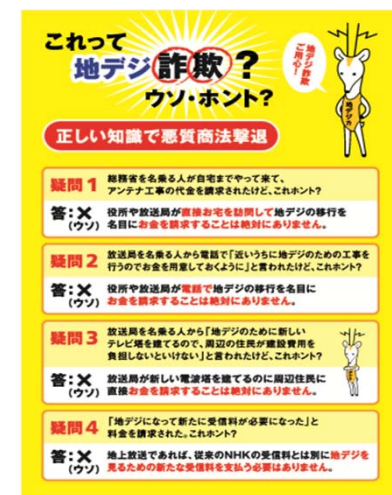 これって
地デジ詐欺?
ウソ・ホント?
地デジ詐欺
ご用心!
地デジカ
正しい知識で悪質商法撃退
疑問1
総務省を名乗る人が自宅までやって来て、
アンテナ工事の代金を請求されたけど、これホント?
答:×
(ウソ)
役所や放送局が直接お宅を訪問して地デジの移行を
名目にお金を請求することは絶対にありません。
疑問2
放送局を名乗る人から電話で「近いうちに地デジのための工事を
行うのでお金を用意しておくように」と言われたけど、これホント?
答:×
(ウソ)
役所や放送局が電話で地デジの移行を名目に
お金を請求することは絶対にありません。
疑問3
放送局を名乗る人から「地デジのために新しい
テレビ塔を建てるので、周辺の住民が建設費用を
負担しないといけない」と言われたけど、これホント?
答:×
(ウソ)
放送局が新しい電波塔を建てるのに周辺住民に
直接お金を請求することは絶対にありません。
疑問4
「地デジになって新たに受信料が必要になった」と
料金を請求された。これホント?
答:×
(ウソ)
地上放送であれば、従来のNHKの受信料とは別に地デジを
見るための新たな受信料を支払う必要はありません。